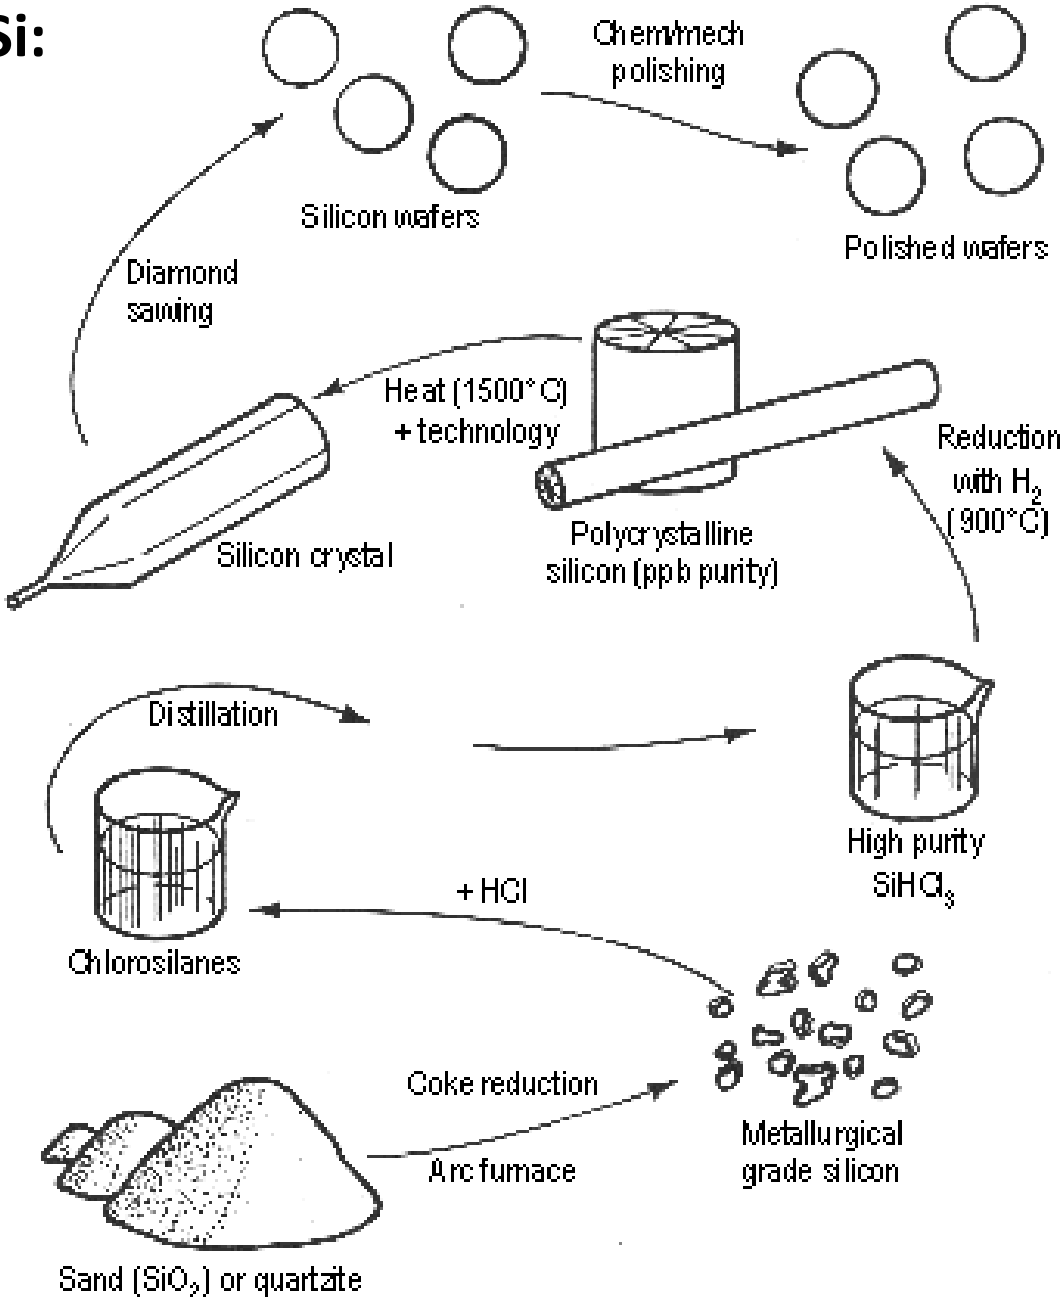 Si:
Chem/mech
polishing
Silicon wafers
Polished wafers
Diamond
sawing
Heat (1500°C)
+ technology
Reduction
with H₂
(900°C)
Polycrystalline
silicon (ppb purity)
Silicon crystal
Distillation
High purity
SiHCl₃
+ HCl
Chlorosilanes
Coke reduction
Arc furnace
Metallurgical
grade silicon
Sand (SiO₂) or quartzite